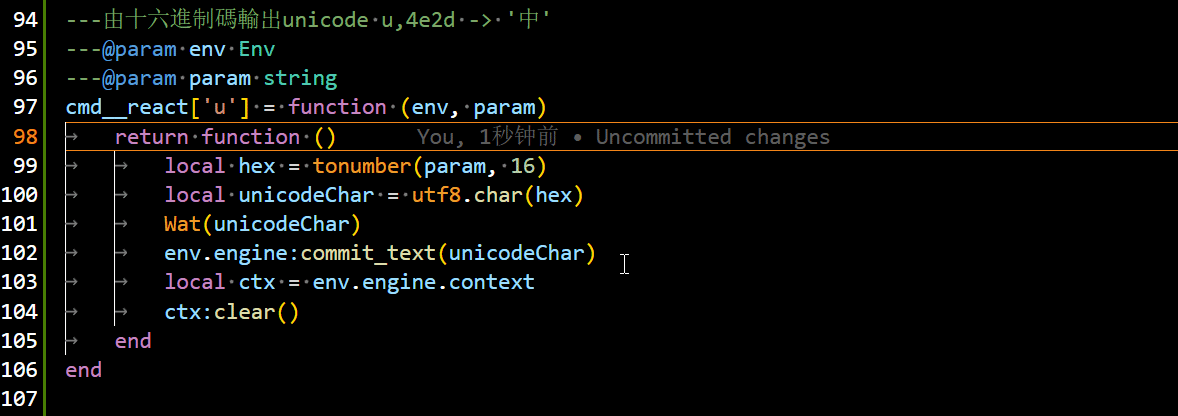 94 ---由十六進制碼輸出unicode u,4e2d -> '中'
95 ---@param env Env
96 ---@param param string
97 cmd__react['u'] = function (env, param)
98 return function () You, 1秒钟前 • Uncommitted changes
99 local hex = tonumber(param, 16)
100 local unicodeChar = utf8.char(hex)
101 Wat(unicodeChar)
102 env.engine:commit_text(unicodeChar)
103 local ctx = env.engine.context
104 ctx:clear()
105 end
106 end
107